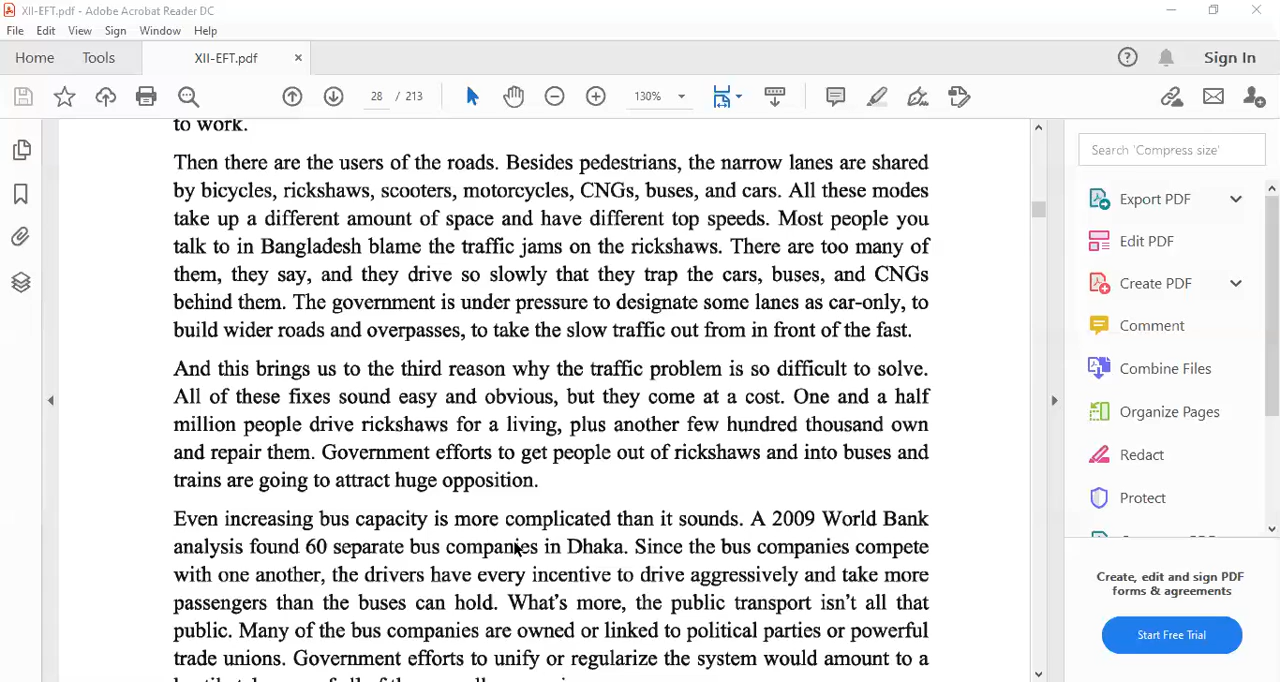 XII-EFT.pdf - Adobe Acrobat Reader DC
File Edit View Sign Window Help
Home Tools XII-EFT.pdf × Sign In
28 / 213 130%
to work.
Then there are the users of the roads. Besides pedestrians, the narrow lanes are shared
by bicycles, rickshaws, scooters, motorcycles, CNGs, buses, and cars. All these modes
take up a different amount of space and have different top speeds. Most people you
talk to in Bangladesh blame the traffic jams on the rickshaws. There are too many of
them, they say, and they drive so slowly that they trap the cars, buses, and CNGs
behind them. The government is under pressure to designate some lanes as car-only, to
build wider roads and overpasses, to take the slow traffic out from in front of the fast.
And this brings us to the third reason why the traffic problem is so difficult to solve.
All of these fixes sound easy and obvious, but they come at a cost. One and a half
million people drive rickshaws for a living, plus another few hundred thousand own
and repair them. Government efforts to get people out of rickshaws and into buses and
trains are going to attract huge opposition.
Even increasing bus capacity is more complicated than it sounds. A 2009 World Bank
analysis found 60 separate bus companies in Dhaka. Since the bus companies compete
with one another, the drivers have every incentive to drive aggressively and take more
passengers than the buses can hold. What's more, the public transport isn't all that
public. Many of the bus companies are owned or linked to political parties or powerful
trade unions. Government efforts to unify or regularize the system would amount to a
Search 'Compress size'
Export PDF
Edit PDF
Create PDF
Comment
Combine Files
Organize Pages
Redact
Protect
Create, edit and sign PDF
forms & agreements
Start Free Trial